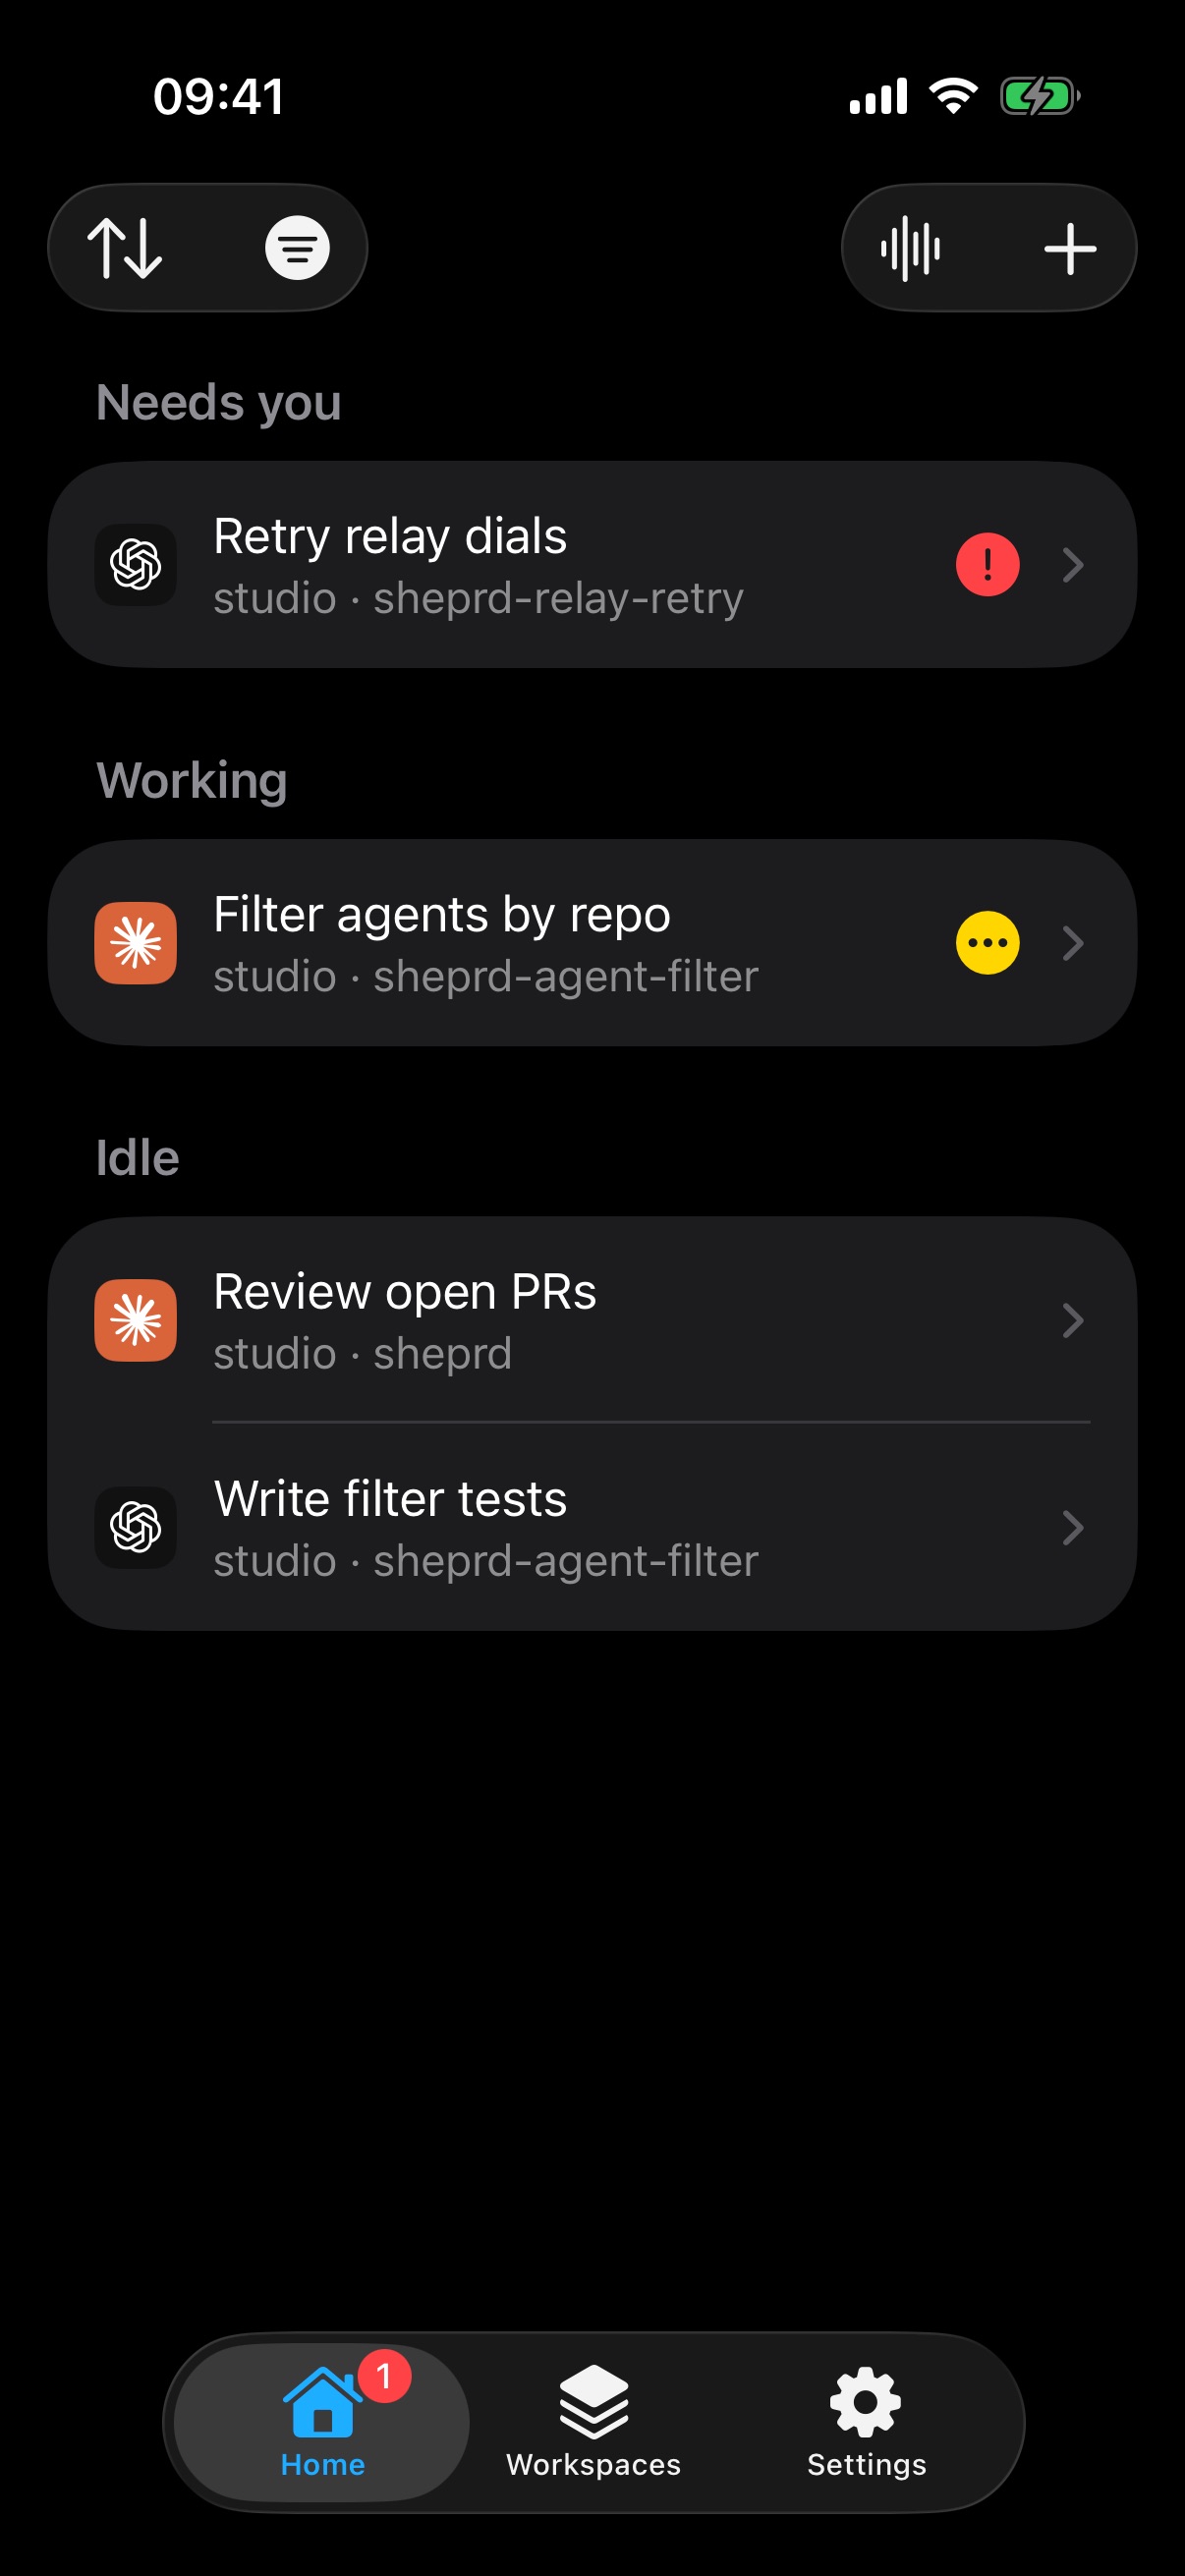 09:41
Needs you
Retry relay dials
studio · sheprd-relay-retry
Working
Filter agents by repo
studio · sheprd-agent-filter
Idle
Review open PRs
studio · sheprd
Write filter tests
studio · sheprd-agent-filter
1
Home
Workspaces
Settings